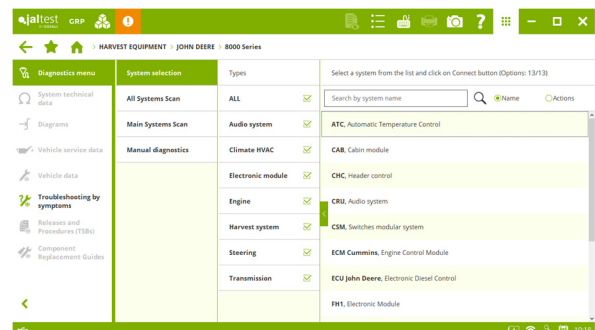 jaltest GRP
> HARVEST EQUIPMENT > JOHN DEERE > 8000 Series
Diagnostics menu
System technical data
Diagrams
Vehicle service data
Vehicle data
Troubleshooting by symptoms
Releases and Procedures (TSBs)
Component Replacement Guides
System selection
All Systems Scan
Main Systems Scan
Manual diagnostics
Types
ALL
Audio system
Climate HVAC
Electronic module
Engine
Harvest system
Steering
Transmission
Select a system from the list and click on Connect button (Options: 13/13)
Search by system name
Name
Actions
ATC, Automatic Temperature Control
CAB, Cabin module
CHC, Header control
CRU, Audio system
CSM, Switches modular system
ECM Cummins, Engine Control Module
ECU John Deere, Electronic Diesel Control
FH1, Electronic Module